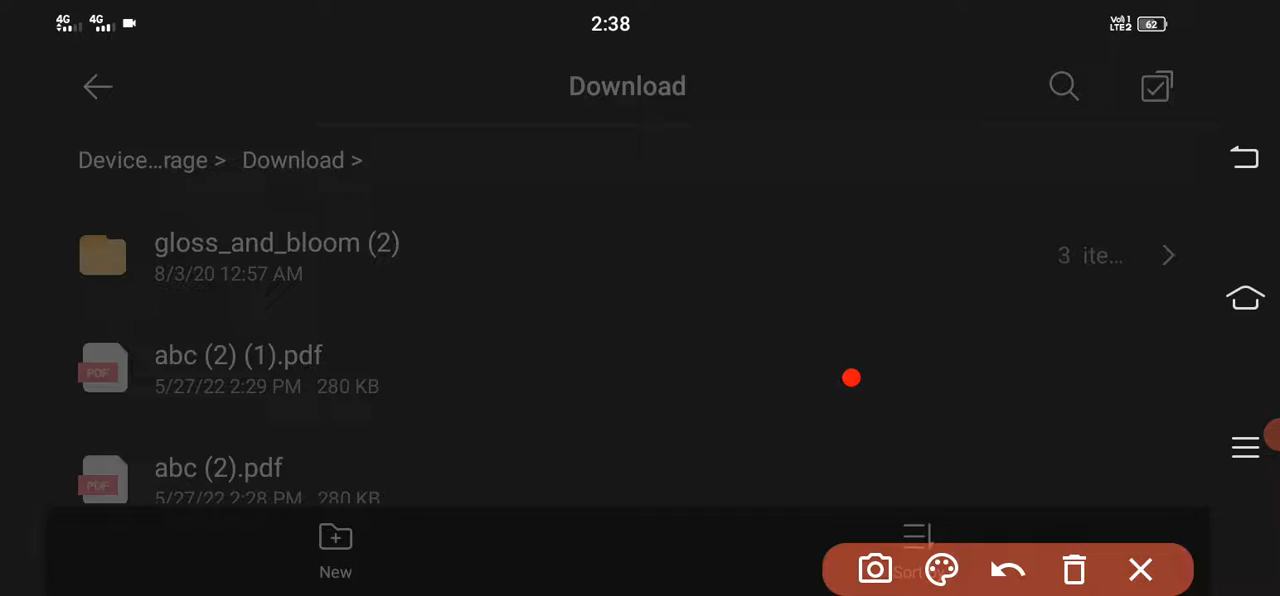 4G 4G 2:38 Vo) 1 LTE2 62
Download
Device...rage > Download >
gloss_and_bloom (2)
8/3/20 12:57 AM
3 ite...
abc (2) (1).pdf
PDF
5/27/22 2:29 PM 280 KB
abc (2).pdf
PDF
5/27/22 2:28 PM 280 KB
New